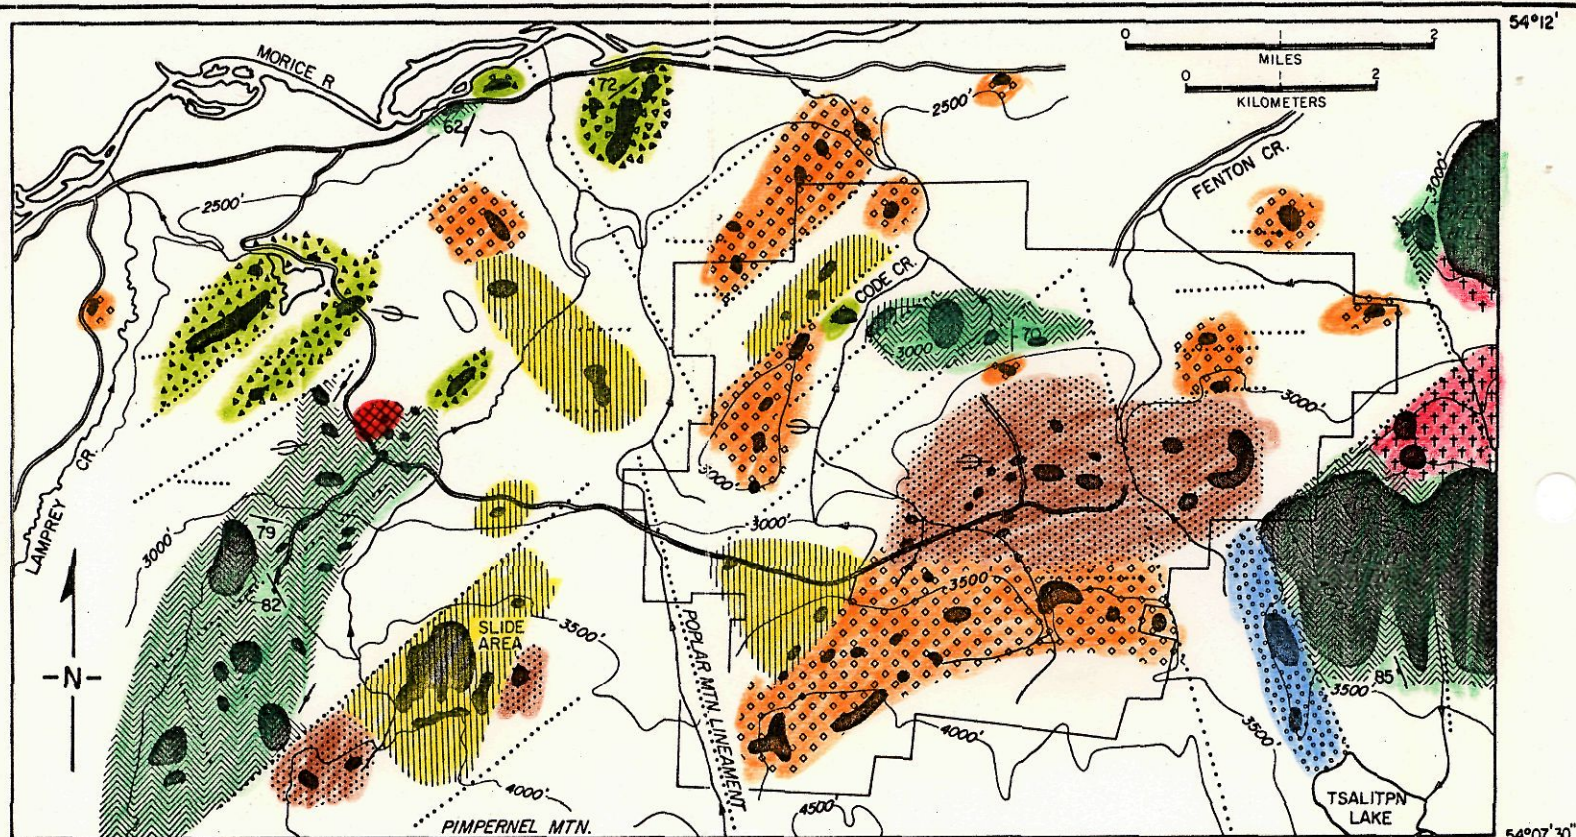 54°12'
0 2
MILES
0 2
KILOMETERS
MORICE R
72
62
2500'
FENTON CR.
3000'
2500'
CODE CR.
70
3000
3000'
LAMPREY CR.
3000'
3000'
79
82
3500
SLIDE
AREA
3500'
POPLAR MTN. LINEAMENT
-N-
85
3500'
3500'
4000'
4000'
4500'
TSALITPN
LAKE
PIMPERNEL MTN.
54°07'30"